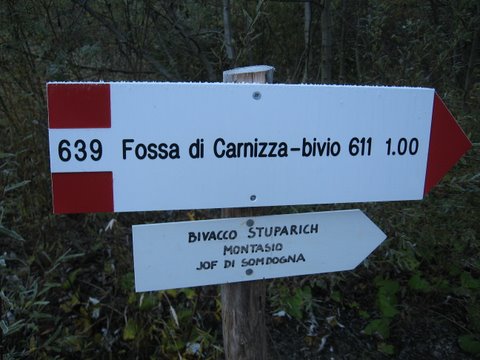 639 Fossa di Carnizza-bivio 611 1.00
BIVACCO STUPARICH
MONTASIO
JOF DI SOMDOGNA